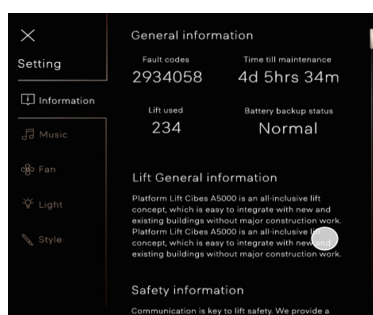 Setting
Information
Music
Fan
Light
Style
General information
Fault codes
2934058
Time till maintenance
4d 5hrs 34m
Lift used
234
Battery backup status
Normal
Lift General information
Platform Lift Cibes A5000 is an all-inclusive lift
concept, which is easy to integrate with new and
existing buildings without major construction work.
Platform Lift Cibes A5000 is an all-inclusive lift
concept, which is easy to integrate with new and
existing buildings without major construction work.
Safety information
Communication is key to lift safety. We provide a